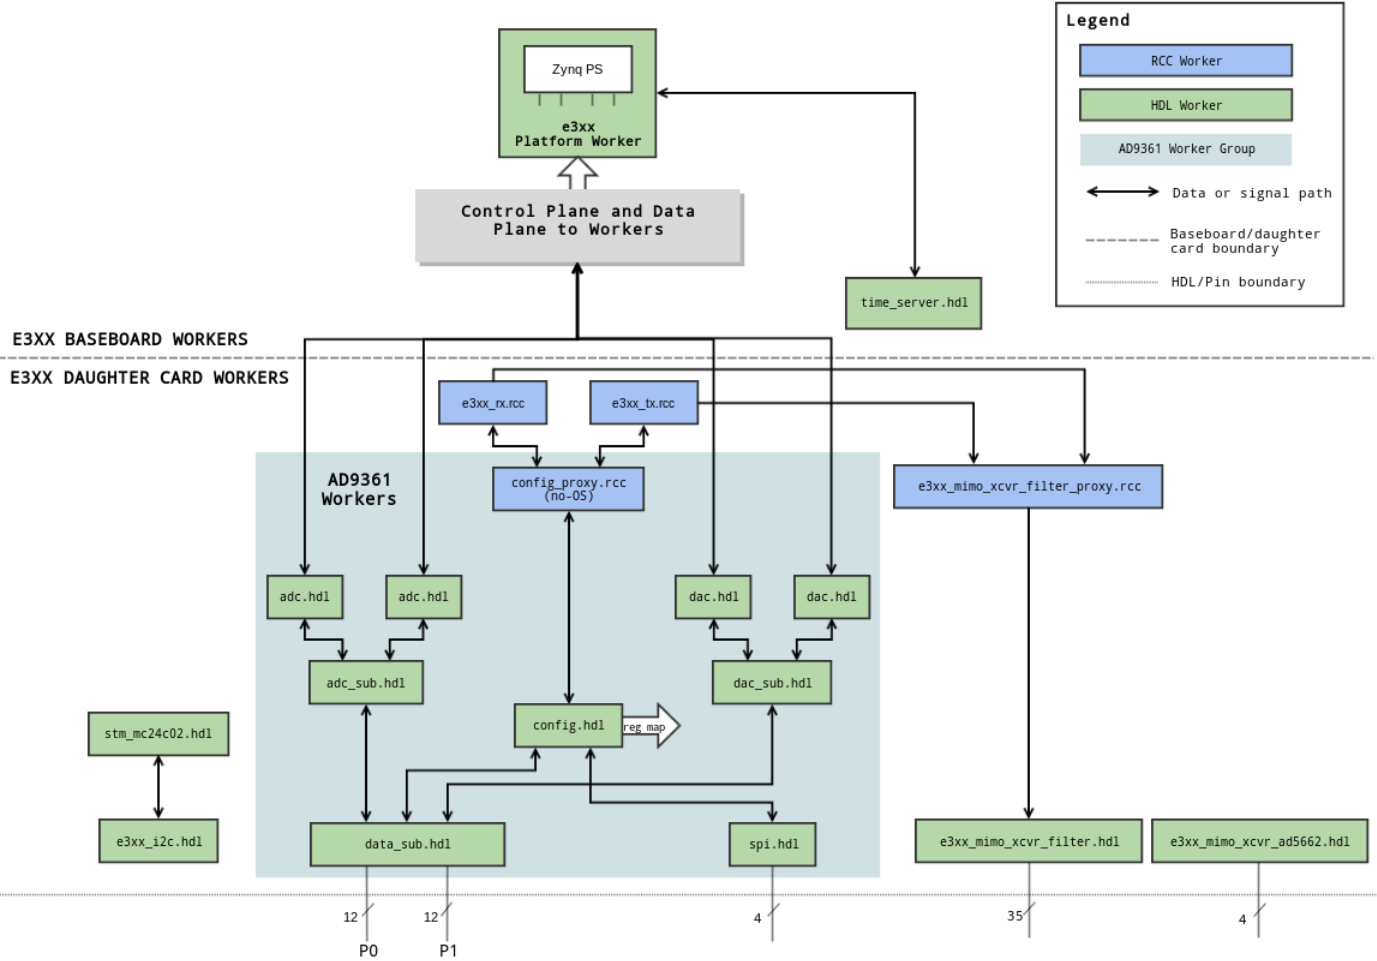 Legend
RCC Worker
HDL Worker
AD9361 Worker Group
Data or signal path
Baseboard/daughter
card boundary
HDL/Pin boundary
Zynq PS
e3xx
Platform Worker
Control Plane and Data
Plane to Workers
time_server.hdl
E3XX BASEBOARD WORKERS
E3XX DAUGHTER CARD WORKERS
e3xx_rx.rcc
e3xx_tx.rcc
AD9361
Workers
config_proxy.rcc
(no-OS)
e3xx_mimo_xcvr_filter_proxy.rcc
adc.hdl
adc.hdl
dac.hdl
dac.hdl
adc_sub.hdl
dac_sub.hdl
stm_mc24c02.hdl
config.hdl
reg map
e3xx_i2c.hdl
data_sub.hdl
spi.hdl
e3xx_mimo_xcvr_filter.hdl
e3xx_mimo_xcvr_ad5662.hdl
12
12
4
35
4
P0
P1